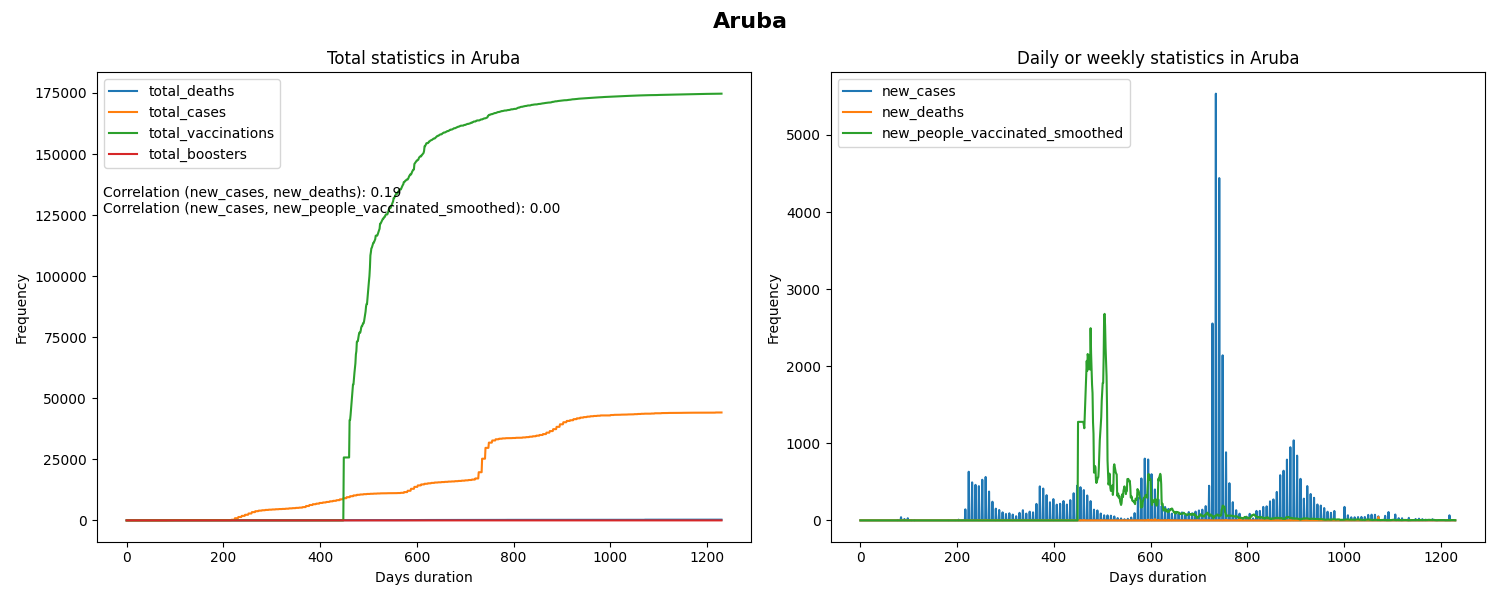 Aruba
Total statistics in Aruba
total_deaths
total_cases
total_vaccinations
total_boosters
Correlation (new_cases, new_deaths): 0.19
Correlation (new_cases, new_people_vaccinated_smoothed): 0.00
175000
150000
125000
100000
75000
50000
25000
0
Frequency
0 200 400 600 800 1000 1200
Days duration
Daily or weekly statistics in Aruba
new_cases
new_deaths
new_people_vaccinated_smoothed
5000
4000
3000
2000
1000
0
Frequency
0 200 400 600 800 1000 1200
Days duration